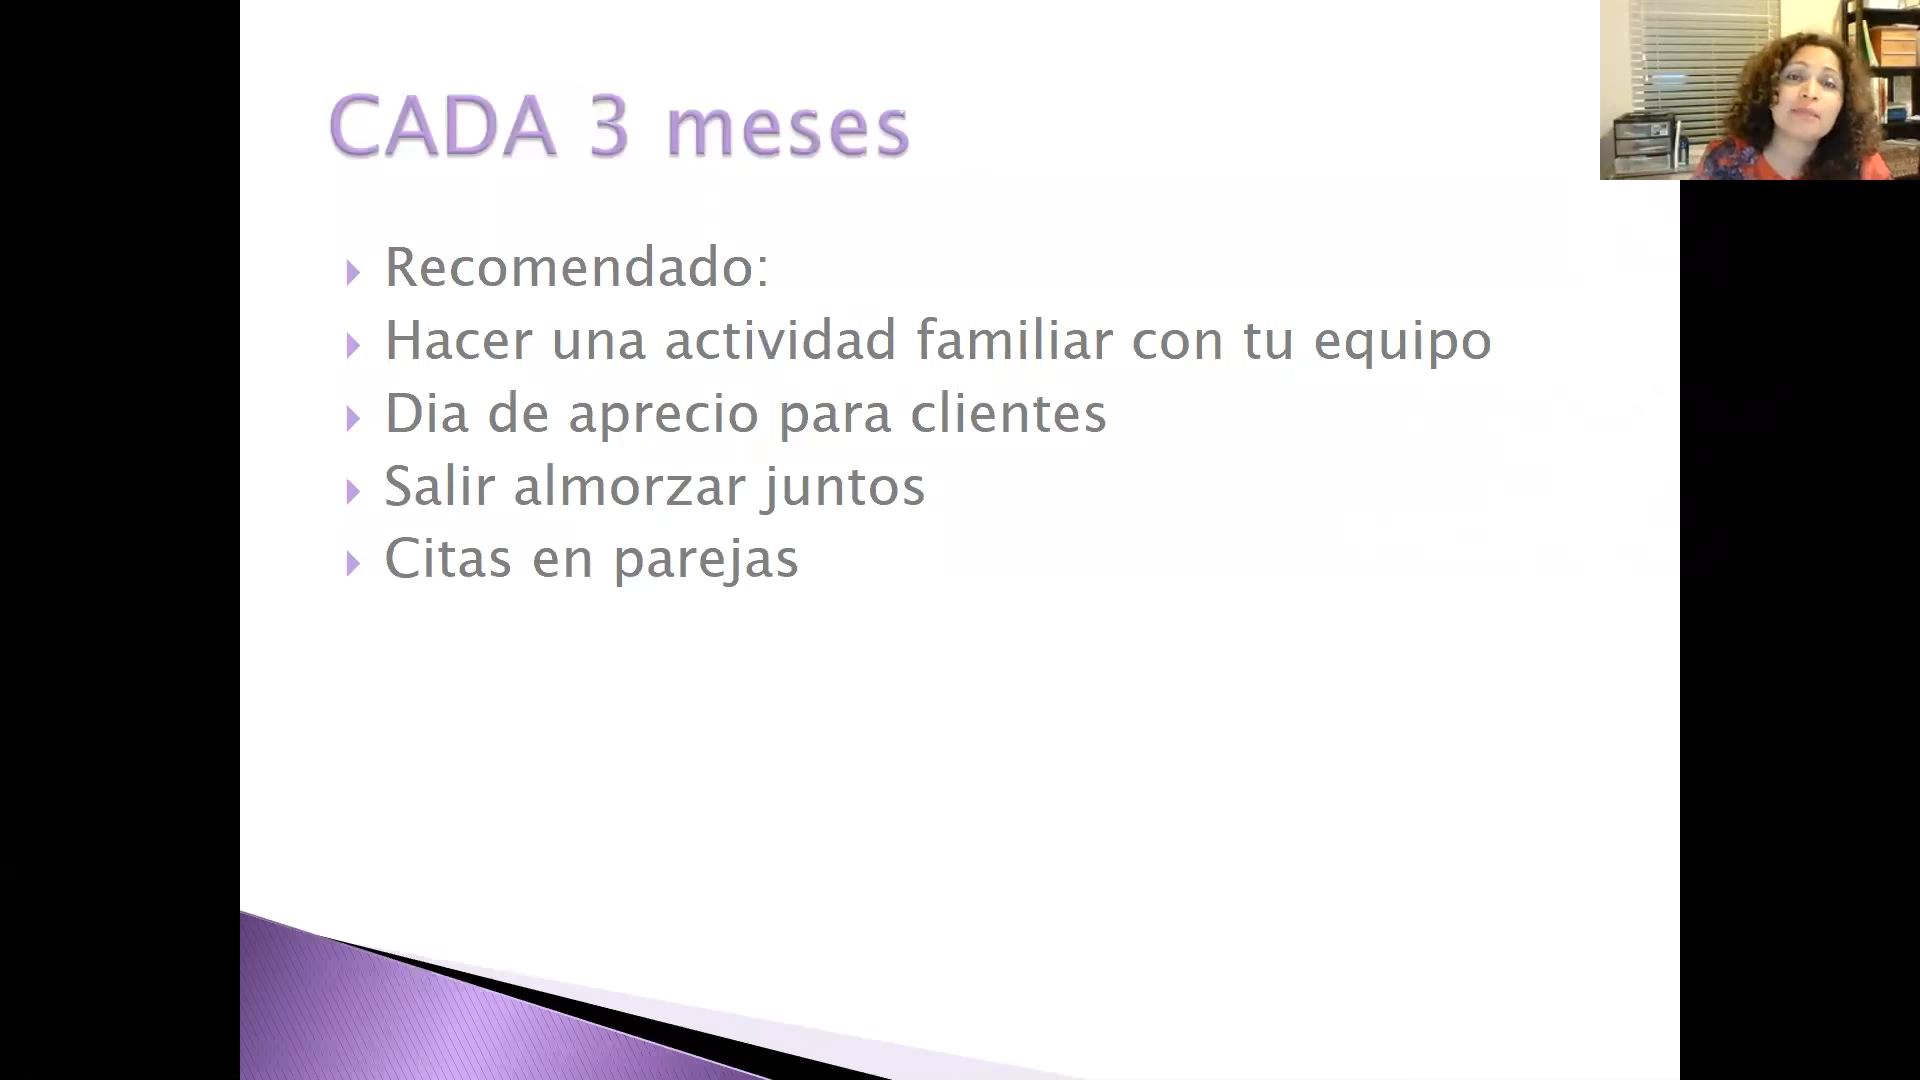 CADA 3 meses
Recomendado:
Hacer una actividad familiar con tu equipo
Dia de aprecio para clientes
Salir almorzar juntos
Citas en parejas